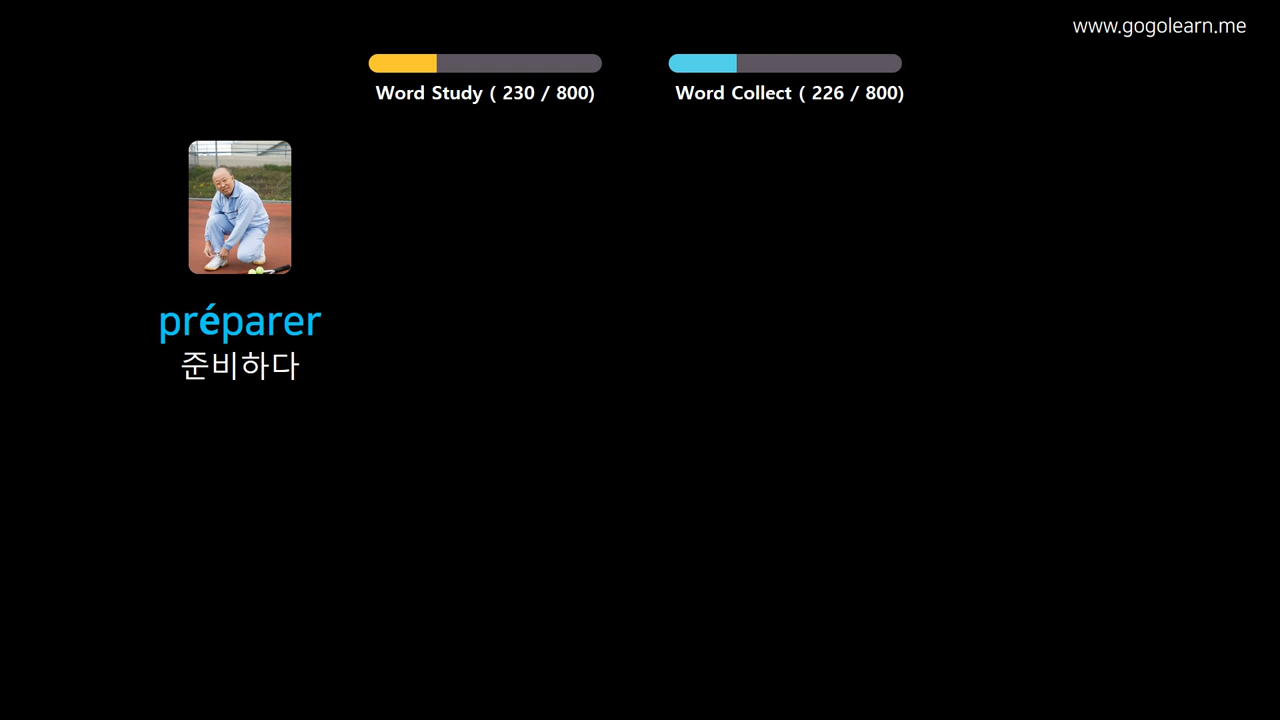 www.gogolearn.me
Word Study ( 230 / 800)
Word Collect ( 226 / 800)
préparer
준비하다